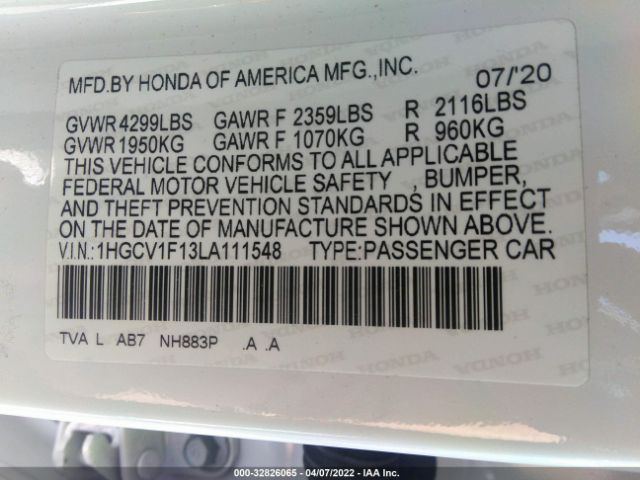 MFD.BY HONDA OF AMERICA MFG.,INC. 07/'20
GVWR 4299LBS GAWR F 2359LBS R 2116LBS
GVWR 1950KG GAWR F 1070KG R 960KG
THIS VEHICLE CONFORMS TO ALL APPLICABLE
FEDERAL MOTOR VEHICLE SAFETY , BUMPER,
AND THEFT PREVENTION STANDARDS IN EFFECT
ON THE DATE OF MANUFACTURE SHOWN ABOVE.
V.I.N.:1HGCV1F13LA111548 TYPE:PASSENGER CAR
TVA L AB7 NH883P .A .A
000-32826065 - 04/07/2022 - IAA Inc.